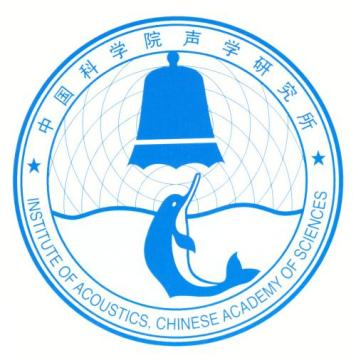 中国科学院声学研究所
INSTITUTE OF ACOUSTICS, CHINESE ACADEMY OF SCIENCES